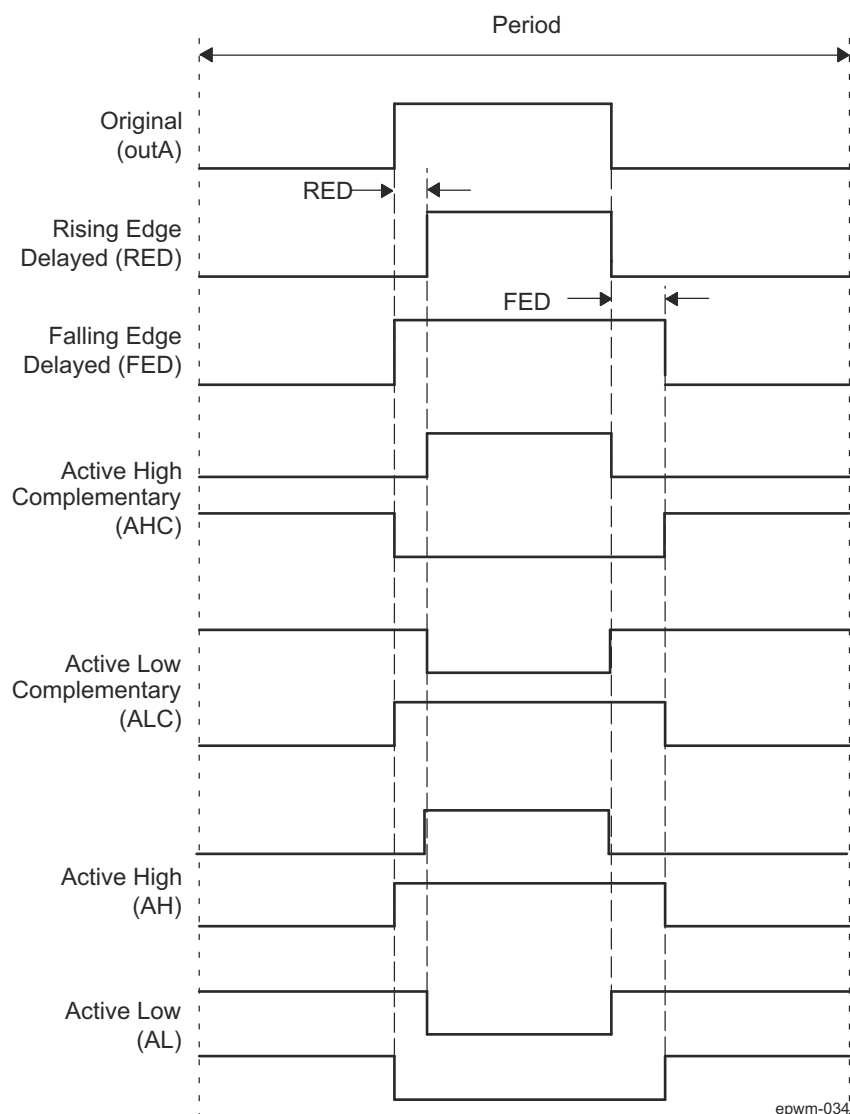 Period
Original
(outA)
RED
Rising Edge
Delayed (RED)
FED
Falling Edge
Delayed (FED)
Active High
Complementary
(AHC)
Active Low
Complementary
(ALC)
Active High
(AH)
Active Low
(AL)
epwm-034